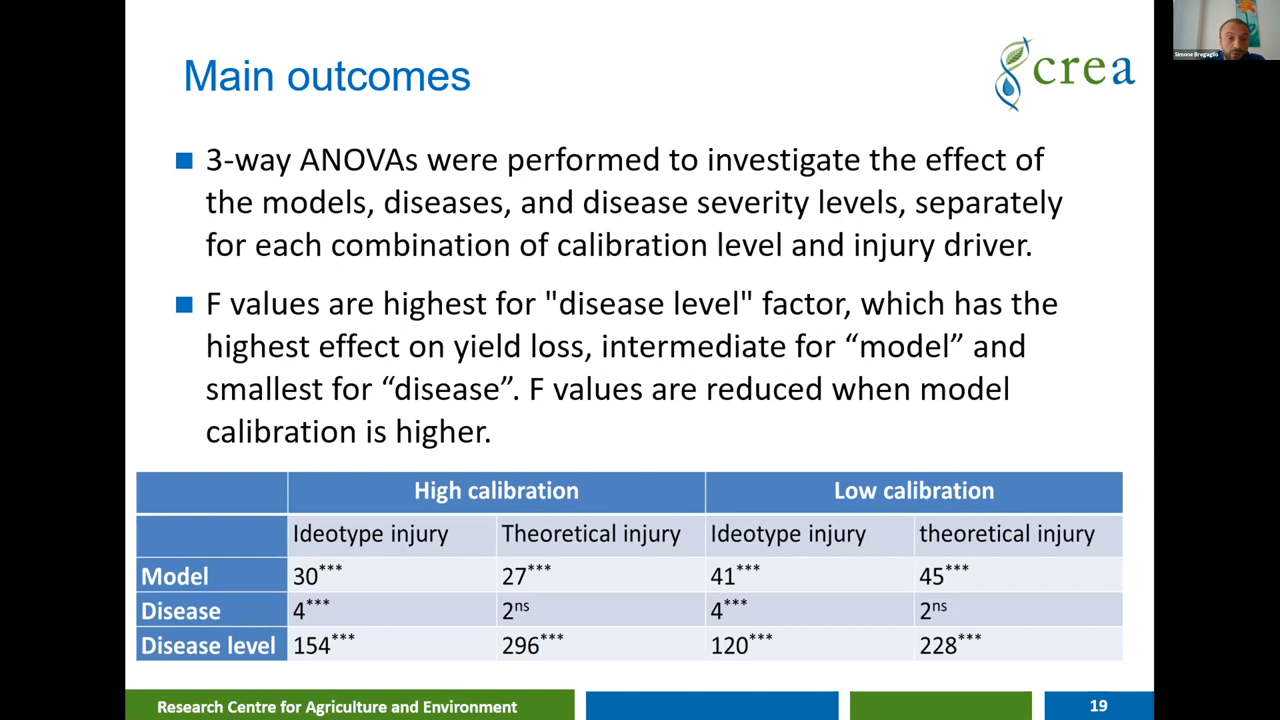 Main outcomes
crea
Simone Bregaglio
3-way ANOVAs were performed to investigate the effect of
the models, diseases, and disease severity levels, separately
for each combination of calibration level and injury driver.
F values are highest for "disease level" factor, which has the
highest effect on yield loss, intermediate for “model” and
smallest for “disease”. F values are reduced when model
calibration is higher.
High calibration Low calibration
Ideotype injury Theoretical injury Ideotype injury theoretical injury
Model 30*** 27*** 41*** 45***
Disease 4*** 2ns 4*** 2ns
Disease level 154*** 296*** 120*** 228***
Research Centre for Agriculture and Environment 19